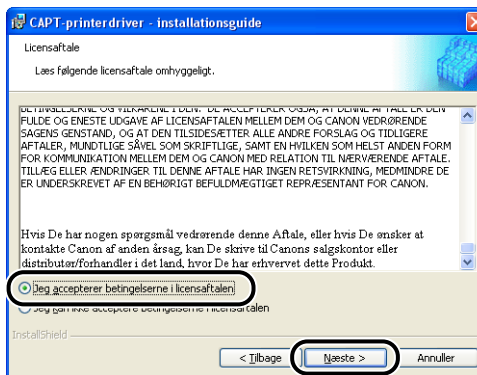 CAPT-printerdriver - installationsguide
Licensaftale
Læs følgende licensaftale omhyggeligt.
BETINGELSERNE OG VILKÅRENE I DEN. DE ACCEPTERER OGSÅ, AT DENNE AFTALE ER DEN
FULDE OG ENESTE UDGAVE AF LICENSAFTALEN MELLEM DEM OG CANON VEDRØRENDE
SAGENS GENSTAND, OG AT DEN TILSIDESÆTTER ALLE ANDRE FORSLAG OG TIDLIGERE
AFTALER, MUNDTLIGE SÅVEL SOM SKRIFTLIGE, SAMT EN HVILKEN SOM HELST ANDEN FORM
FOR KOMMUNIKATION MELLEM DEM OG CANON MED RELATION TIL NÆRVÆRENDE AFTALE.
TILLÆG ELLER ÆNDRINGER TIL DENNE AFTALE HAR INGEN RETSVIRKNING, MEDMINDRE DE
ER UNDERSKREVET AF EN BEHØRIGT BEFULDMÆGTIGET REPRÆSENTANT FOR CANON.
Hvis De har nogen spørgsmål vedrørende denne Aftale, eller hvis De ønsker at
kontakte Canon af anden årsag, kan De skrive til Canons salgskontor eller
distributør/forhandler i det land, hvor De har erhvervet dette Produkt.
Jeg accepterer betingelserne i licensaftalen
Jeg kan ikke acceptere betingelserne i licensaftalen
InstallShield
< Tilbage
Næste >
Annuller